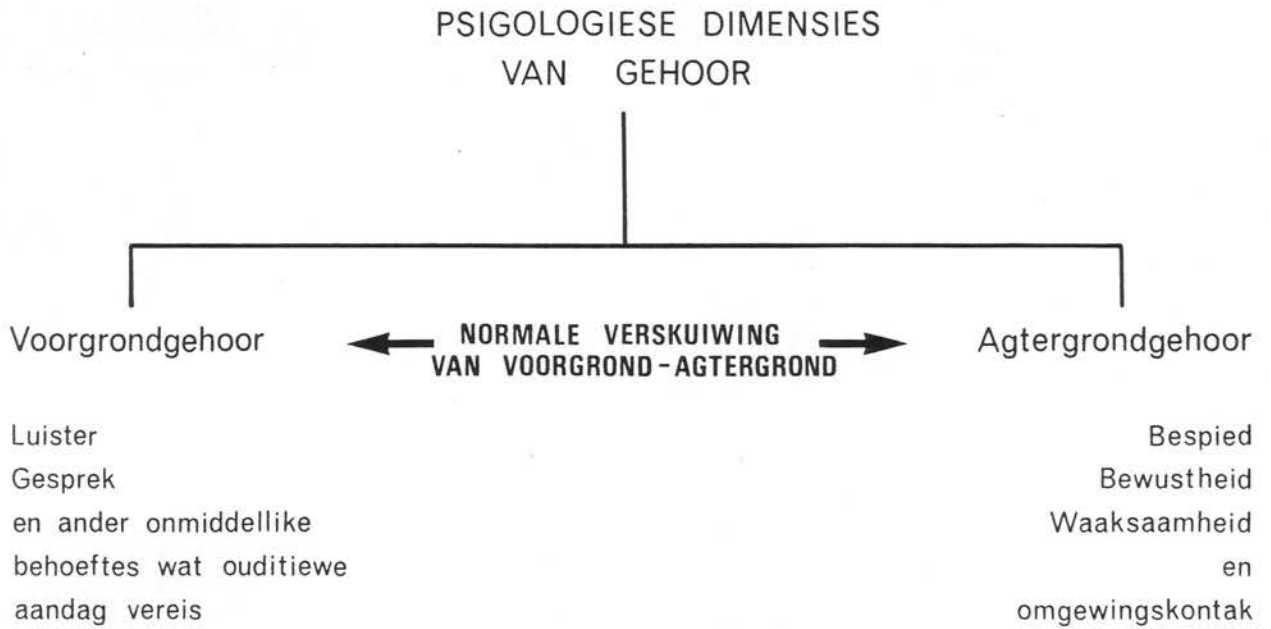 PSIGOLOGIESE DIMENSIES
VAN GEHOOR
Voorgrondgehoor
NORMALE VERSKUIWING
VAN VOORGROND-AGTERGROND
Agtergrondgehoor
Luister
Gesprek
en ander onmiddellike
behoeftes wat ouditiewe
aandag vereis
Bespied
Bewustheid
Waaksaamheid
en
omgewingskontak